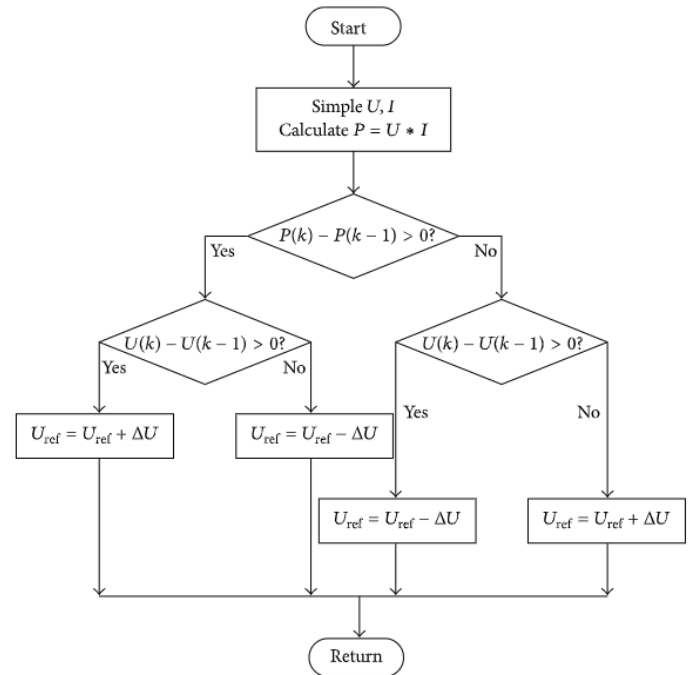 Start
Simple U, I
Calculate P = U * I
P(k) − P(k − 1) > 0?
Yes
No
U(k) − U(k − 1) > 0?
U(k) − U(k − 1) > 0?
Yes
No
Yes
No
U_ref = U_ref + ΔU
U_ref = U_ref − ΔU
U_ref = U_ref − ΔU
U_ref = U_ref + ΔU
Return